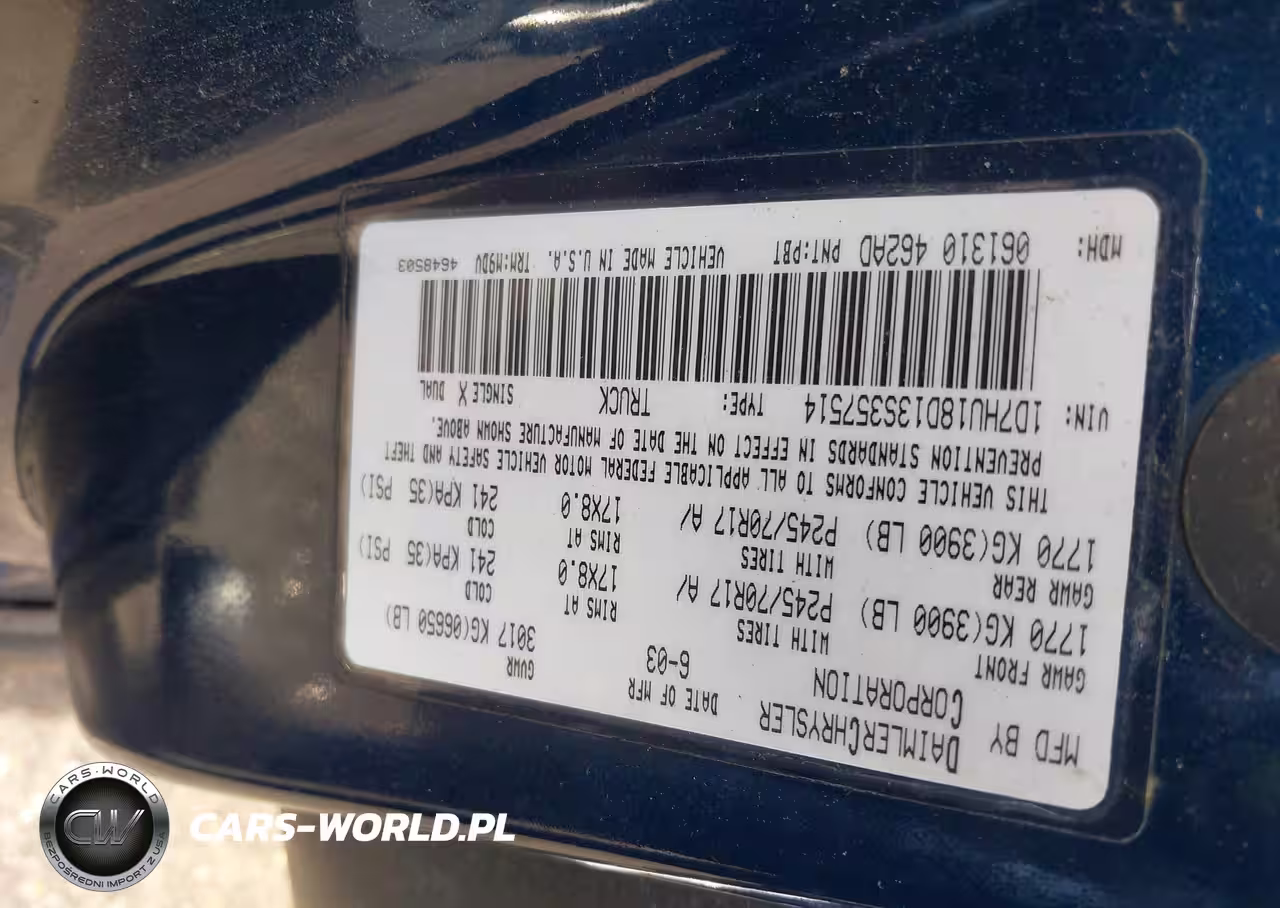 MFD BY DAIMLERCHRYSLER CORPORATION
DATE OF MFR 6-03
GVWR 3017 KG(06650 LB)
GAWR FRONT WITH TIRES RIMS AT COLD
1770 KG(3900 LB) P245/70R17 A/ 17X8.0 241 KPA(35 PSI)
GAWR REAR WITH TIRES RIMS AT COLD
1770 KG(3900 LB) P245/70R17 A/ 17X8.0 241 KPA(35 PSI)
THIS VEHICLE CONFORMS TO ALL APPLICABLE FEDERAL MOTOR VEHICLE SAFETY AND THEFT
PREVENTION STANDARDS IN EFFECT ON THE DATE OF MANUFACTURE SHOWN ABOVE.
VIN: 1D7HU18D13S357514 TYPE: TRUCK SINGLE X DUAL
MDH: 061310 462AD PNT:PBT VEHICLE MADE IN U.S.A. TRM:M9DV 4648503
CARS-WORLD
CW
BEZPOŚREDNI IMPORT Z USA
CARS-WORLD.PL